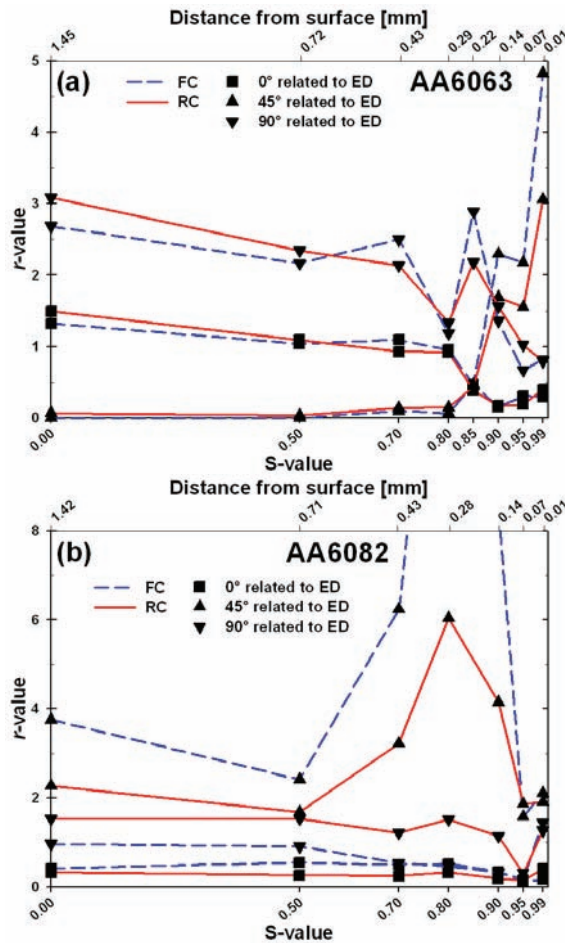 Distance from surface [mm]
1.45 0.72 0.43 0.29 0.22 0.14 0.07 0.01
(a) AA6063
FC 0° related to ED
RC 45° related to ED
90° related to ED
5
4
3
2
1
0
r-value
0.00 0.50 0.70 0.80 0.85 0.90 0.95 0.99
S-value
Distance from surface [mm]
1.42 0.71 0.43 0.28 0.14 0.07 0.01
(b) AA6082
FC 0° related to ED
RC 45° related to ED
90° related to ED
8
6
4
2
0
r-value
0.00 0.50 0.70 0.80 0.90 0.95 0.99
S-value